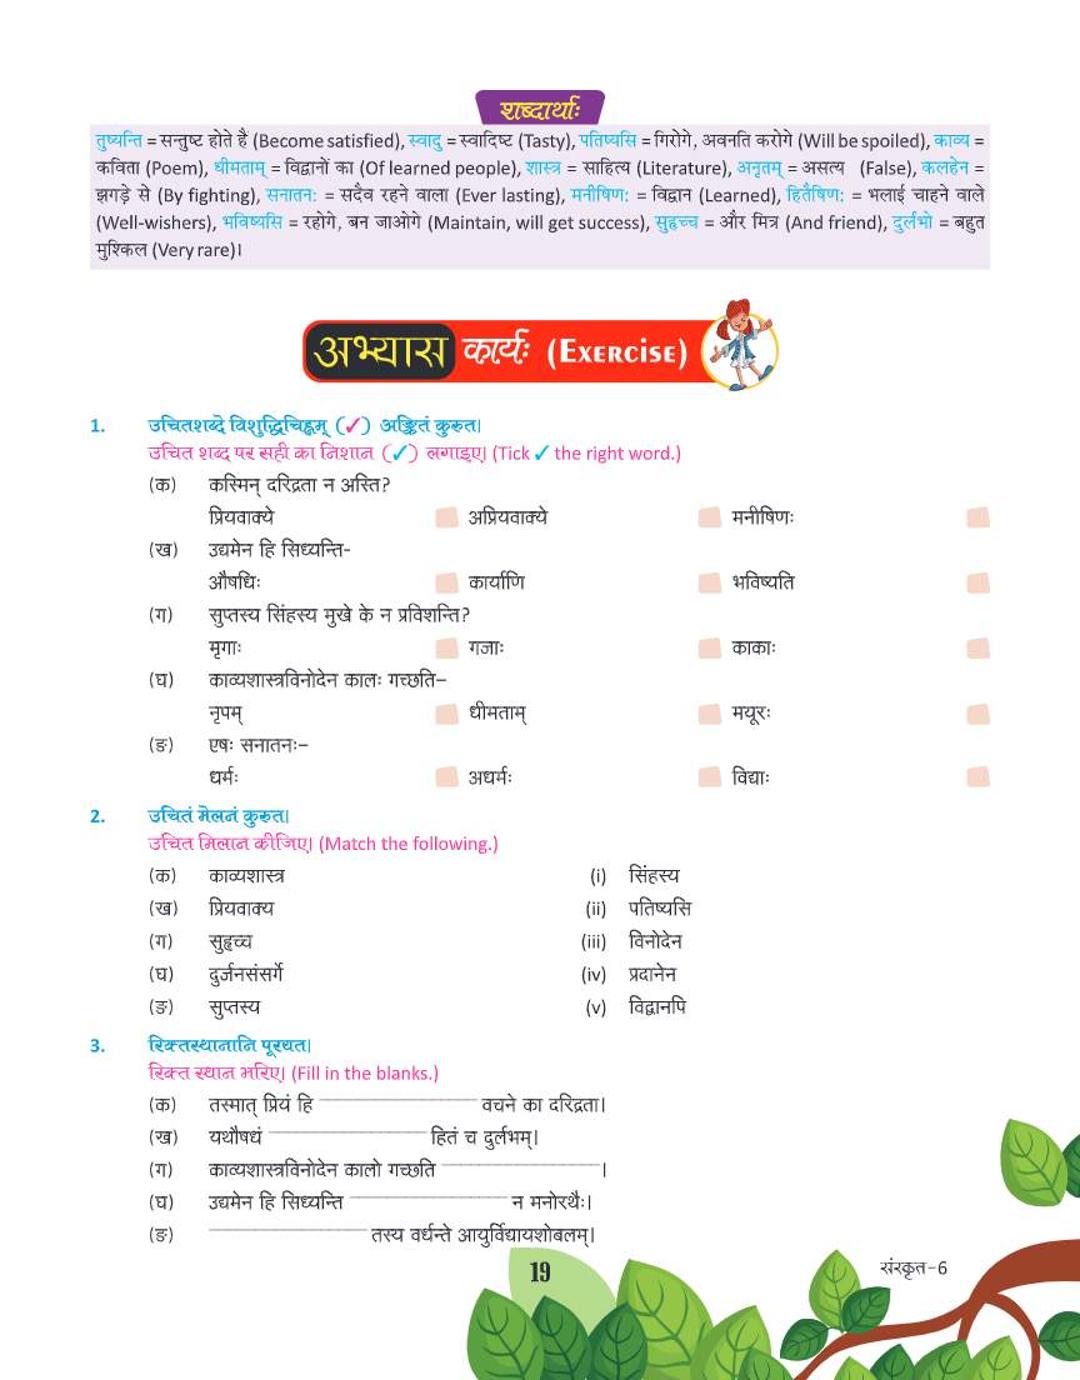 शब्दार्थाः
तुष्यन्ति = सन्तुष्ट होते हैं (Become satisfied), स्वादु = स्वादिष्ट (Tasty), पतिष्यसि = गिरोगे, अवनति करोगे (Will be spoiled), काव्य =
कविता (Poem), धीमताम् = विद्वानों का (Of learned people), शास्त्र = साहित्य (Literature), अनृतम् = असत्य (False), कलहेन =
झगड़े से (By fighting), सनातन: = सदैव रहने वाला (Ever lasting), मनीषिण: = विद्वान (Learned), हितैषिण: = भलाई चाहने वाले
(Well-wishers), भविष्यसि = रहोगे, बन जाओगे (Maintain, will get success), सुहृच्च = और मित्र (And friend), दुर्लभो = बहुत
मुश्किल (Very rare)।
अभ्यास कार्यः (EXERCISE)
1. उचितशब्दे विशुद्धिचिह्नम् (✓) अङ्कितं कुरुत।
उचित शब्द पर सही का निशान (✓) लगाइए। (Tick ✓ the right word.)
(क) कस्मिन् दरिद्रता न अस्ति?
प्रियवाक्ये अप्रियवाक्ये मनीषिणः
(ख) उद्यमेन हि सिध्यन्ति-
औषधिः कार्याणि भविष्यति
(ग) सुप्तस्य सिंहस्य मुखे के न प्रविशन्ति?
मृगाः गजाः काकाः
(घ) काव्यशास्त्रविनोदेन कालः गच्छति–
नृपम् धीमताम् मयूरः
(ङ) एषः सनातनः–
धर्मः अधर्मः विद्याः
2. उचितं मेलनं कुरुत।
उचित मिलान कीजिए। (Match the following.)
(क) काव्यशास्त्र (i) सिंहस्य
(ख) प्रियवाक्य (ii) पतिष्यसि
(ग) सुहृच्च (iii) विनोदेन
(घ) दुर्जनसंसर्गे (iv) प्रदानेन
(ङ) सुप्तस्य (v) विद्वानपि
3. रिक्तस्थानानि पूरयत।
रिक्त स्थान भरिए। (Fill in the blanks.)
(क) तस्मात् प्रियं हि ____________ वचने का दरिद्रता।
(ख) यथौषधं ____________ हितं च दुर्लभम्।
(ग) काव्यशास्त्रविनोदेन कालो गच्छति ____________ ।
(घ) उद्यमेन हि सिध्यन्ति ____________ न मनोरथैः।
(ङ) ____________ तस्य वर्धन्ते आयुर्विद्यायशोबलम्।
19
संस्कृत–6